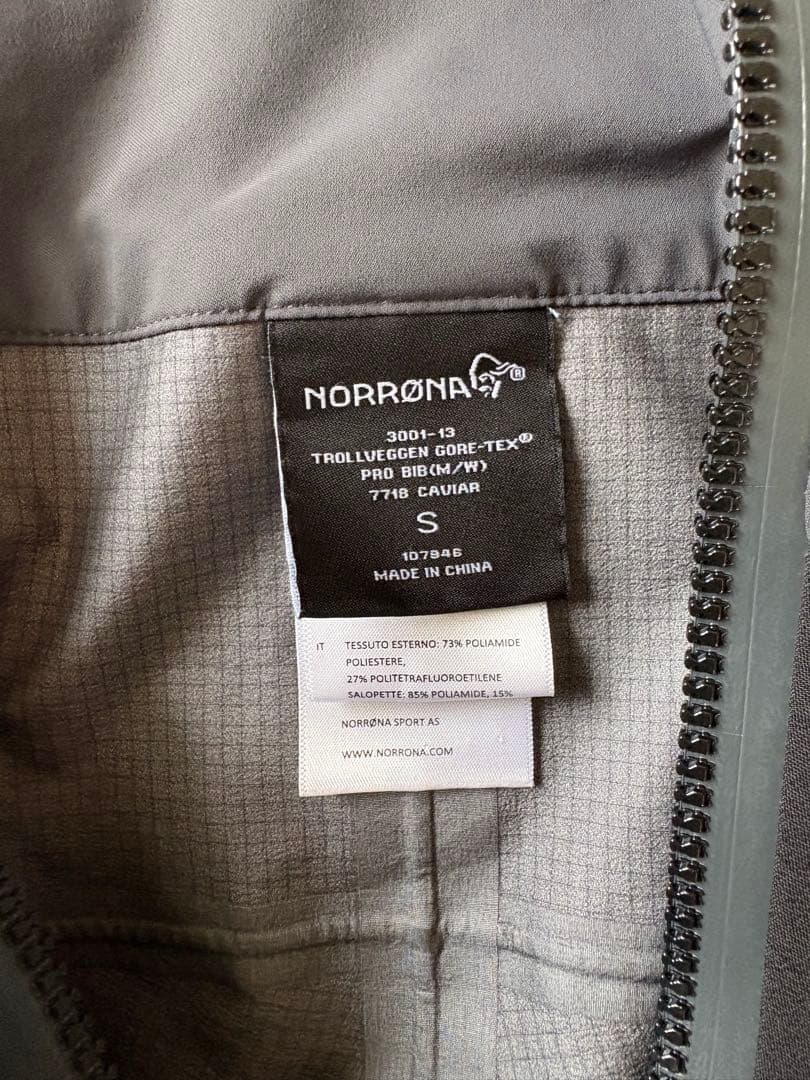 NORRØNA®
3001-13
TROLLVEGGEN GORE-TEX®
PRO BIB(M/W)
7718 CAVIAR
S
107946
MADE IN CHINA
IT TESSUTO ESTERNO: 73% POLIAMIDE
POLIESTERE,
27% POLITETRAFLUOROETILENE
SALOPETTE: 85% POLIAMIDE, 15%
NORRØNA SPORT AS
WWW.NORRONA.COM